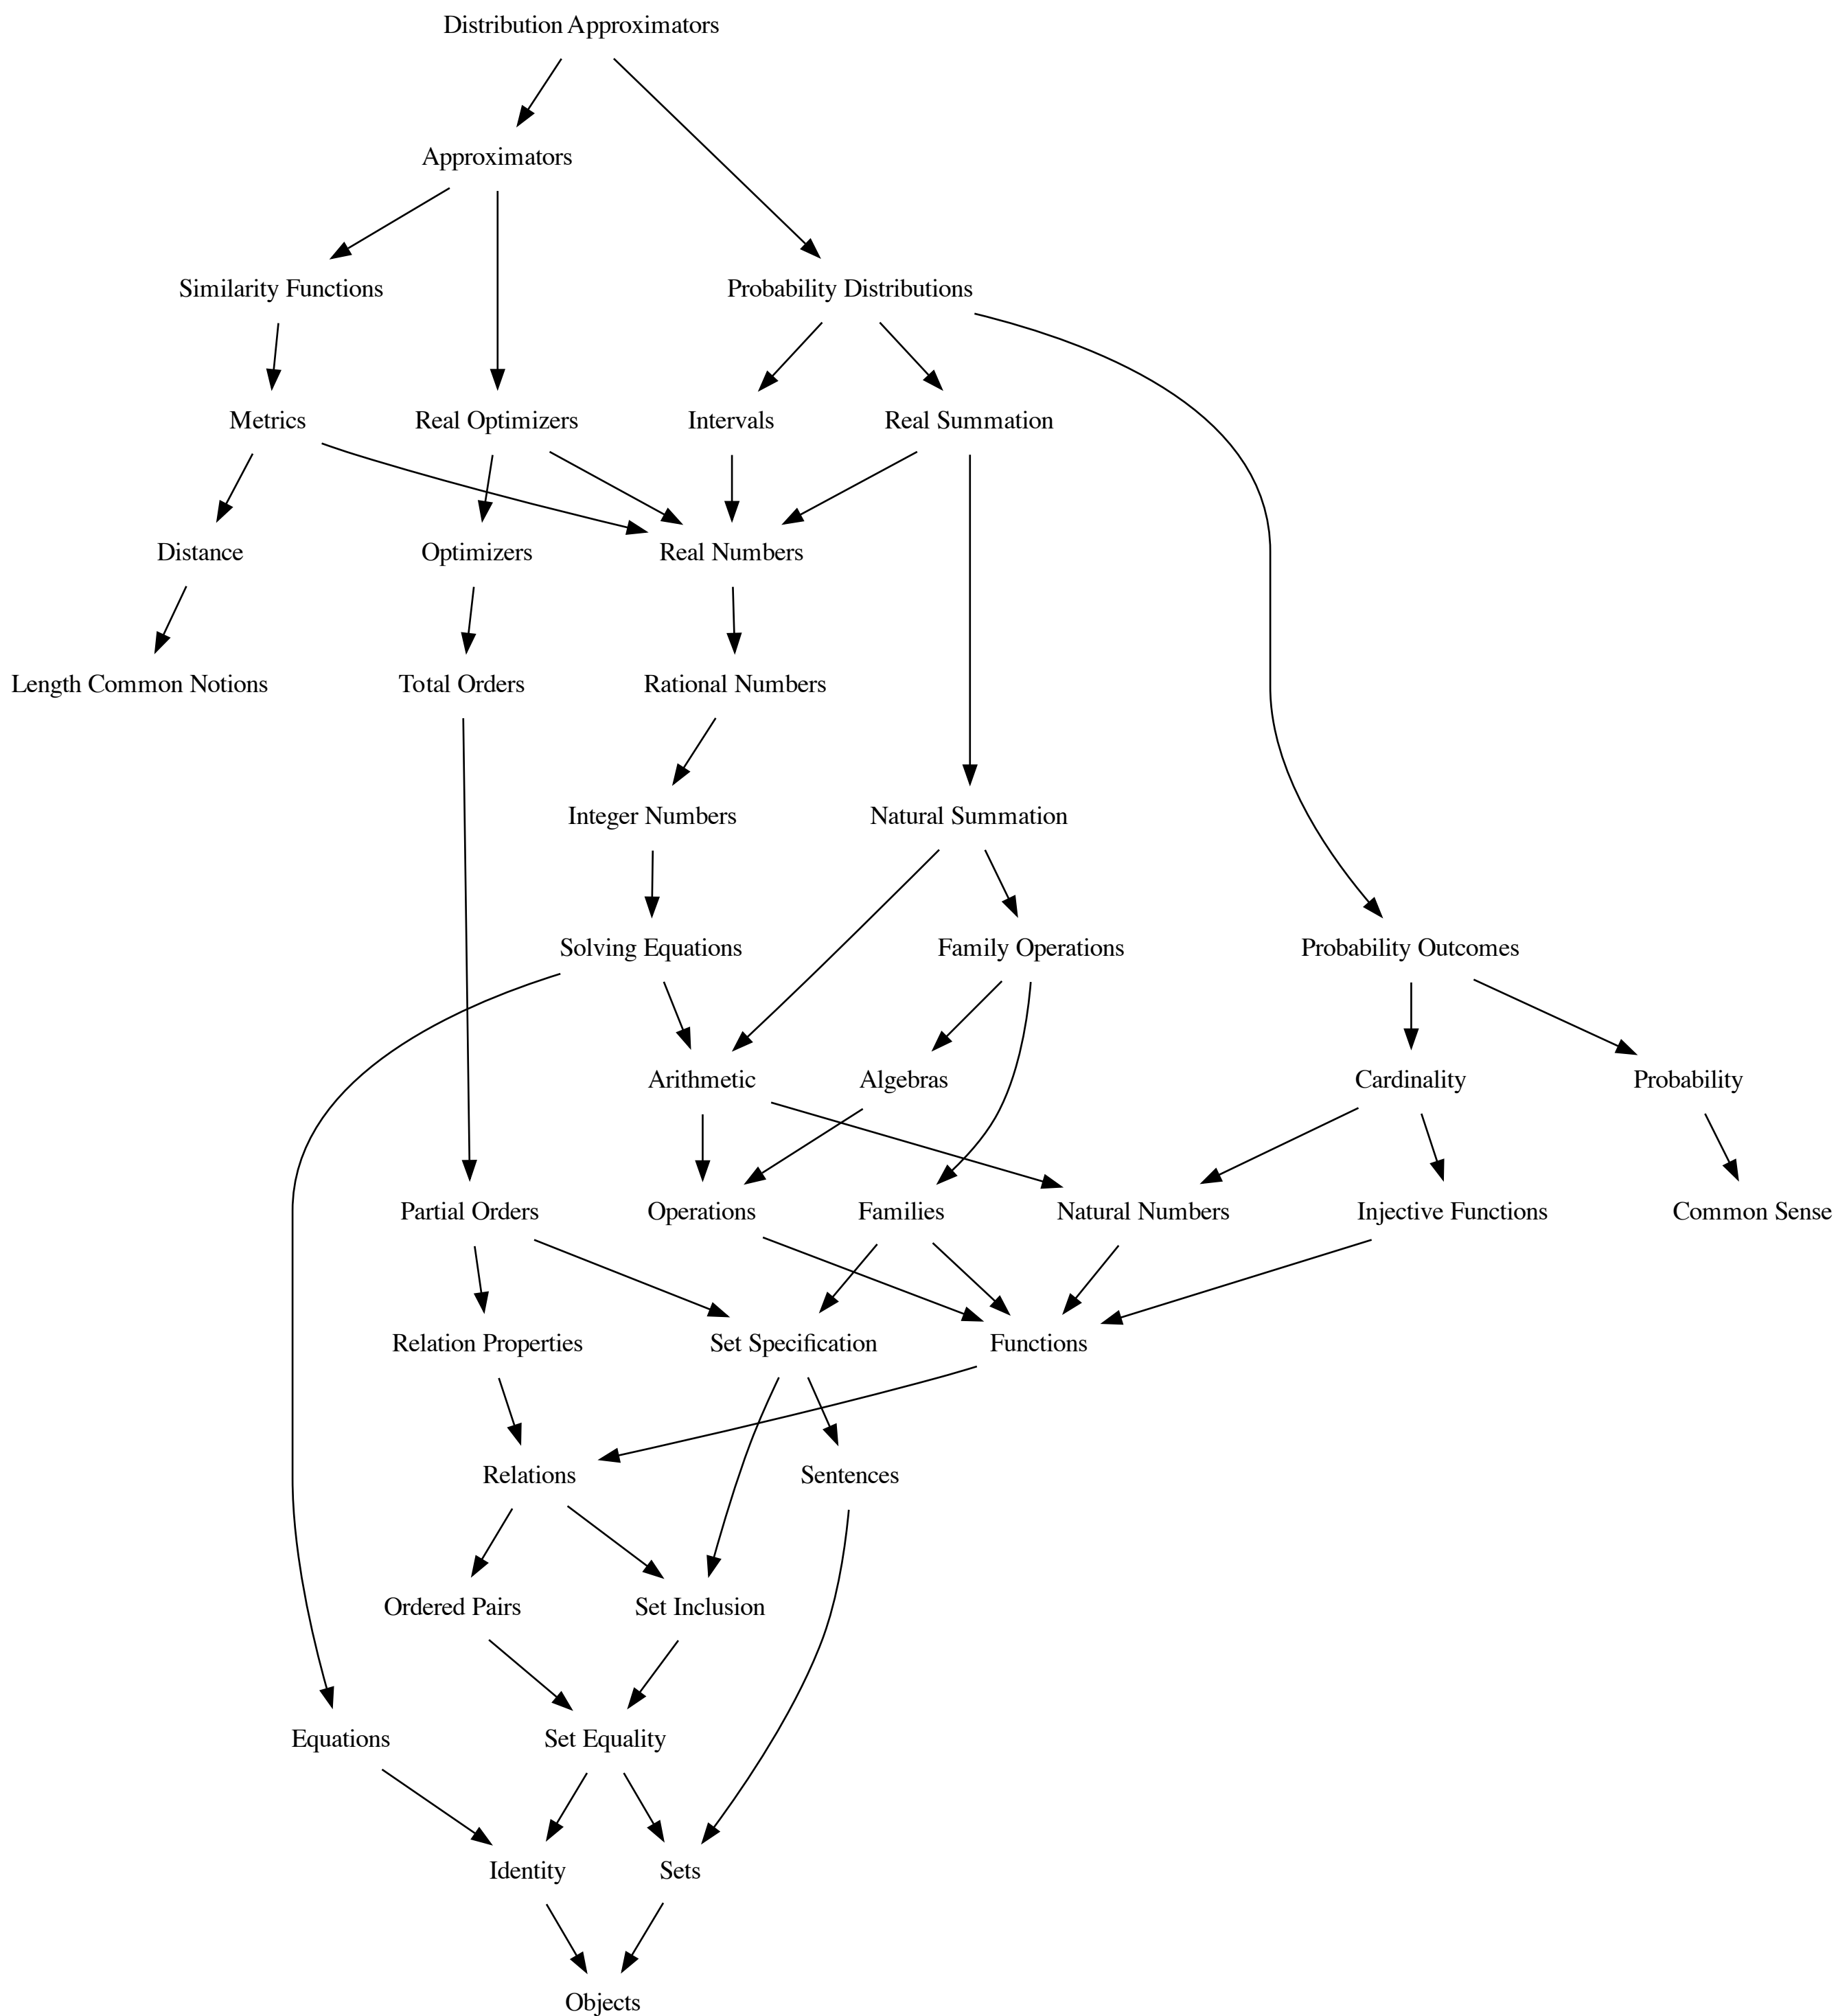 Distribution Approximators
Approximators
Similarity Functions
Probability Distributions
Metrics
Real Optimizers
Intervals
Real Summation
Distance
Optimizers
Real Numbers
Length Common Notions
Total Orders
Rational Numbers
Integer Numbers
Natural Summation
Solving Equations
Family Operations
Probability Outcomes
Arithmetic
Algebras
Cardinality
Probability
Partial Orders
Operations
Families
Natural Numbers
Injective Functions
Common Sense
Relation Properties
Set Specification
Functions
Relations
Sentences
Ordered Pairs
Set Inclusion
Equations
Set Equality
Identity
Sets
Objects